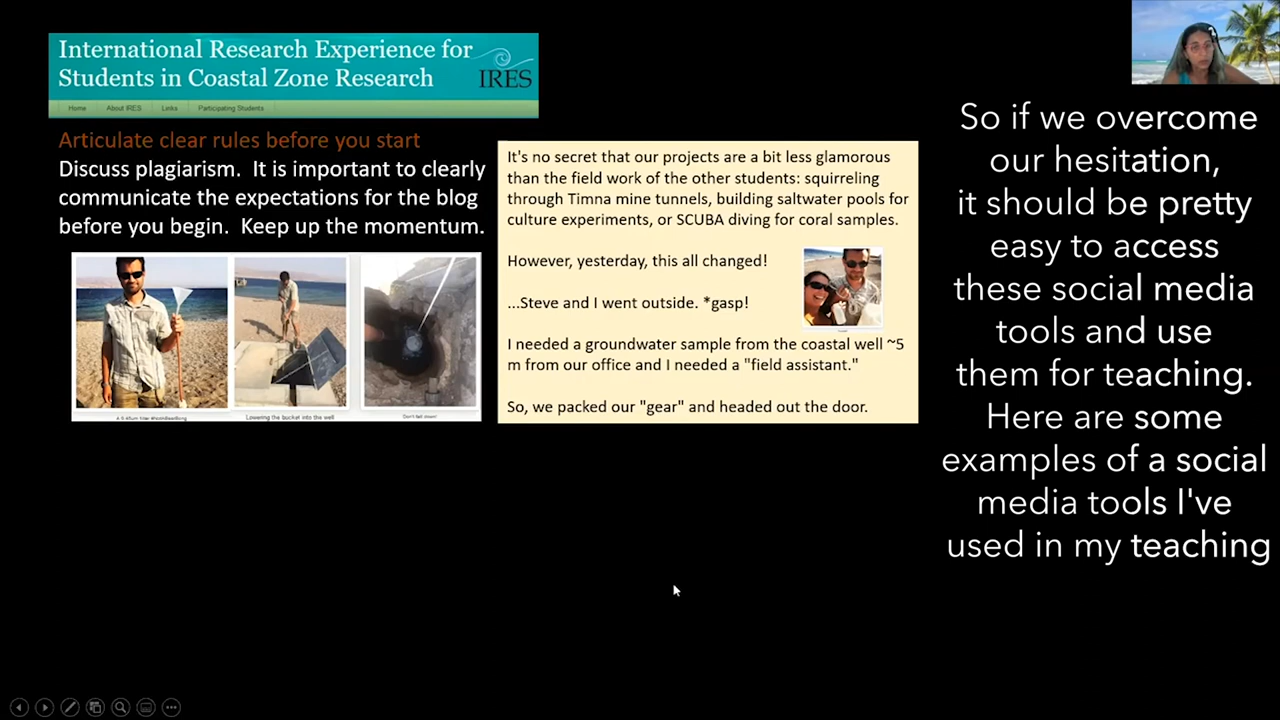 International Research Experience for
Students in Coastal Zone Research
IRES
Home About IRES Links Participating Students
Articulate clear rules before you start
Discuss plagiarism. It is important to clearly
communicate the expectations for the blog
before you begin. Keep up the momentum.
Lowering the bucket into the well
Don't fall down!
It's no secret that our projects are a bit less glamorous
than the field work of the other students: squirreling
through Timna mine tunnels, building saltwater pools for
culture experiments, or SCUBA diving for coral samples.
However, yesterday, this all changed!
...Steve and I went outside. *gasp!
I needed a groundwater sample from the coastal well ~5
m from our office and I needed a "field assistant."
So, we packed our "gear" and headed out the door.
So if we overcome
our hesitation,
it should be pretty
easy to access
these social media
tools and use
them for teaching.
Here are some
examples of a social
media tools I've
used in my teaching